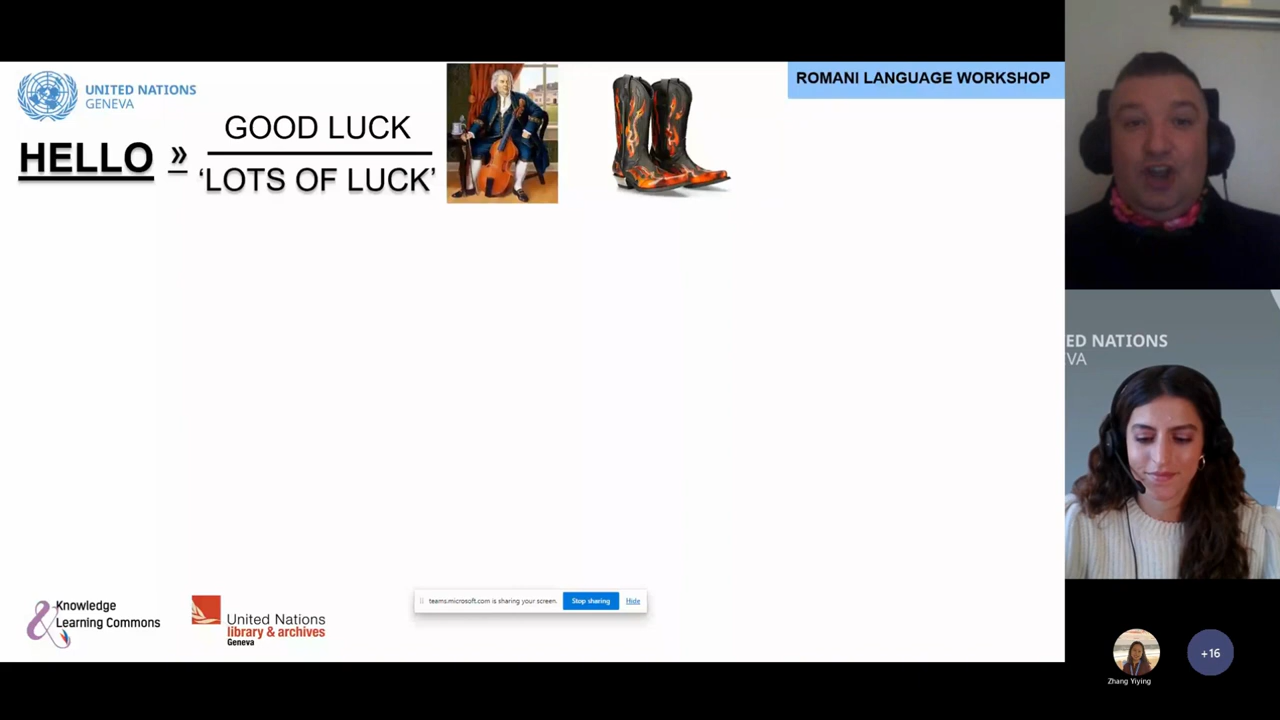 UNITED NATIONS
GENEVA
ROMANI LANGUAGE WORKSHOP
HELLO » GOOD LUCK
‘LOTS OF LUCK’
ED NATIONS
VA
Knowledge
& Learning Commons
United Nations
library & archives
Geneva
teams.microsoft.com is sharing your screen. Stop sharing Hide
Zhang Yiying
+16